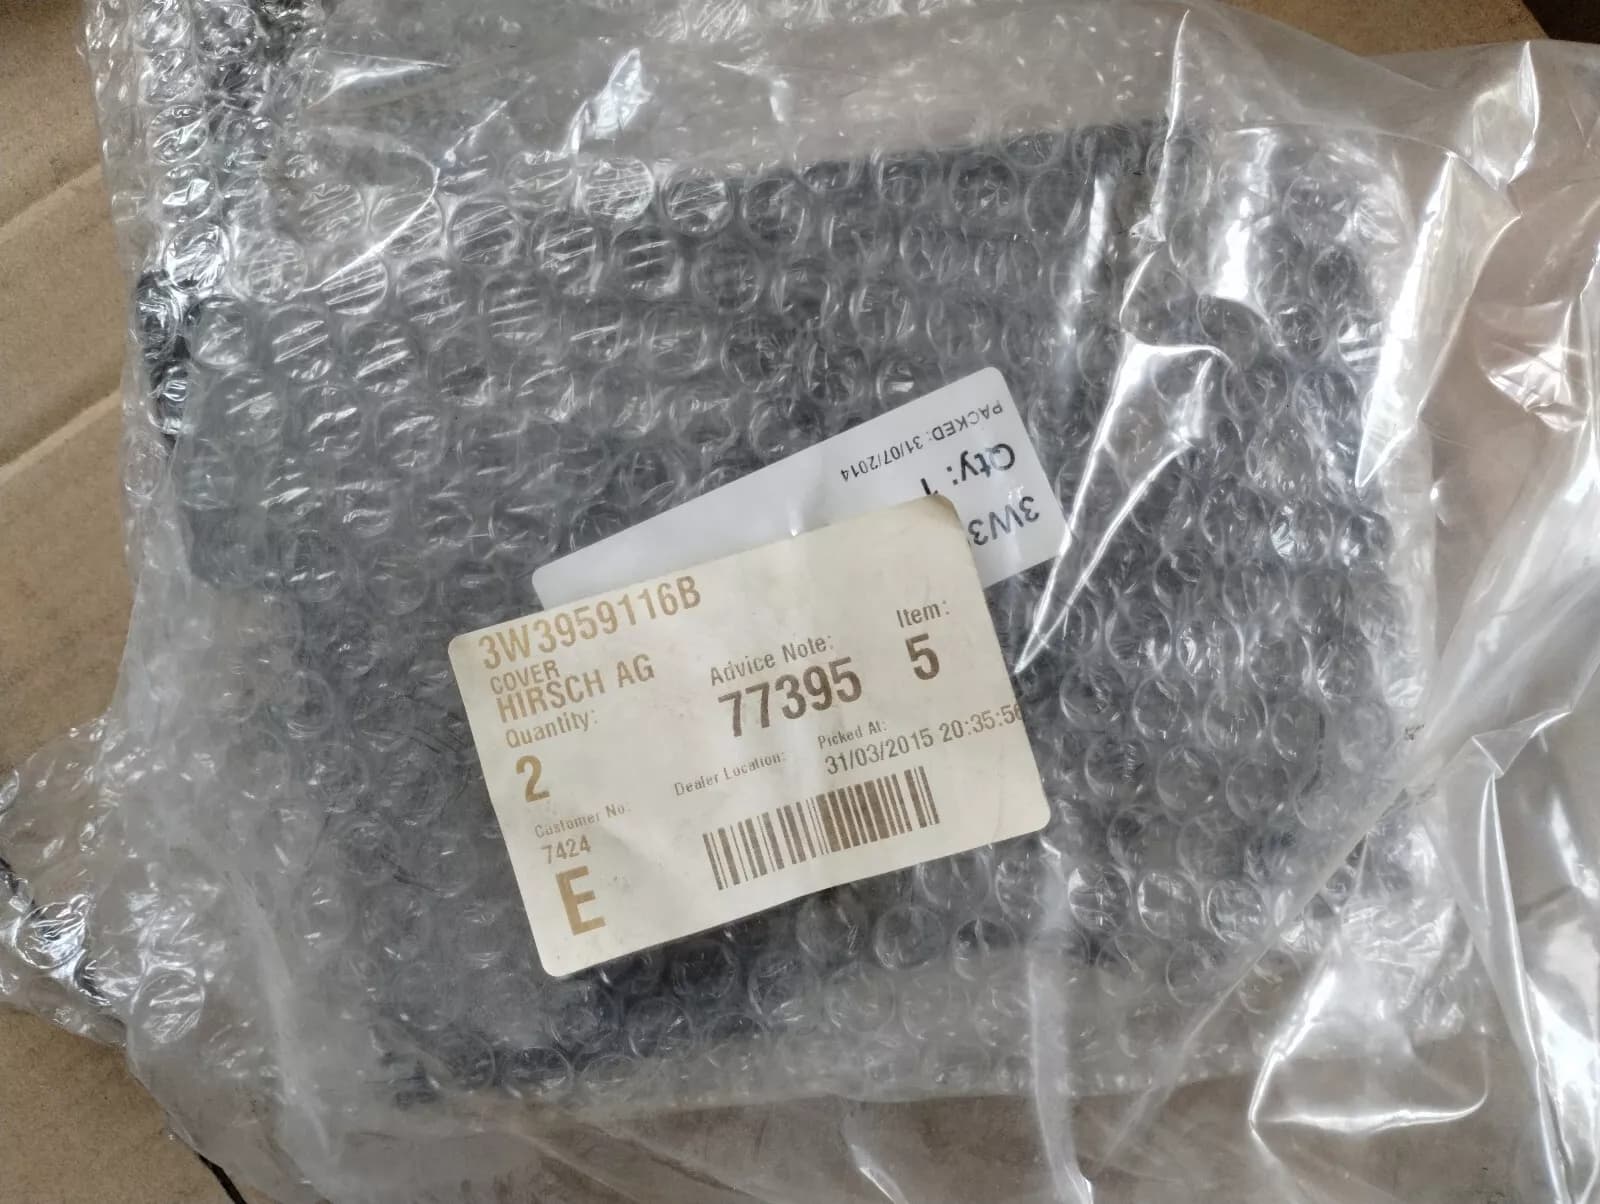 PACKED: 31/07/2014
Qty: 1
3W3
3W3959116B
COVER
HIRSCH AG
Quantity:
2
Customer No:
7424
E
Advice Note:
77395
Item:
5
Dealer Location:
Picked At:
31/03/2015 20:35:56